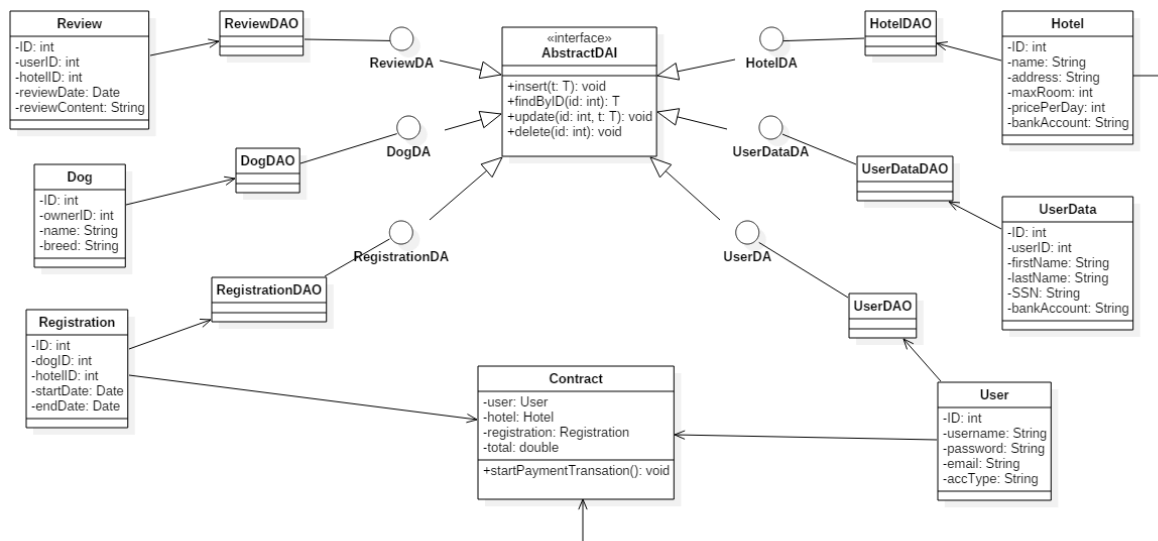 Review
-ID: int
-userID: int
-hotelID: int
-reviewDate: Date
-reviewContent: String
ReviewDAO
ReviewDA
«interface»
AbstractDAI
+insert(t: T): void
+findByID(id: int): T
+update(id: int, t: T): void
+delete(id: int): void
HotelDA
HotelDAO
Hotel
-ID: int
-name: String
-address: String
-maxRoom: int
-pricePerDay: int
-bankAccount: String
Dog
-ID: int
-ownerID: int
-name: String
-breed: String
DogDAO
DogDA
UserDataDA
UserDataDAO
UserData
-ID: int
-userID: int
-firstName: String
-lastName: String
-SSN: String
-bankAccount: String
RegistrationDA
RegistrationDAO
UserDA
UserDAO
Registration
-ID: int
-dogID: int
-hotelID: int
-startDate: Date
-endDate: Date
Contract
-user: User
-hotel: Hotel
-registration: Registration
-total: double
+startPaymentTransation(): void
User
-ID: int
-username: String
-password: String
-email: String
-accType: String